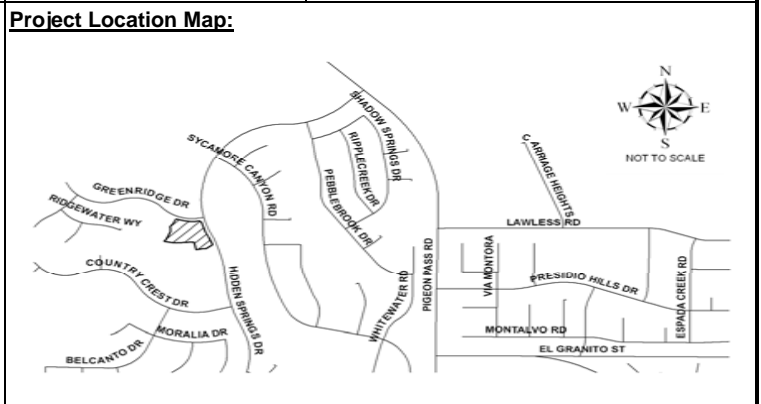 Project Location Map:
N
W E
S
NOT TO SCALE
SHADOW SPRINGS DR
RIPPLECREEK DR
SYCAMORE CANYON RD
PEBBLEBROOK DR
CARRIAGE HEIGHTS
GREENRIDGE DR
RIDGEWATER WY
LAWLESS RD
COUNTRY CREST DR
HIDDEN SPRINGS DR
WHITEWATER RD
PIGEON PASS RD
VIA MONTORA
PRESIDIO HILLS DR
ESPADA CREEK RD
MORALIA DR
MONTALVO RD
BELCANTO DR
EL GRANITO ST